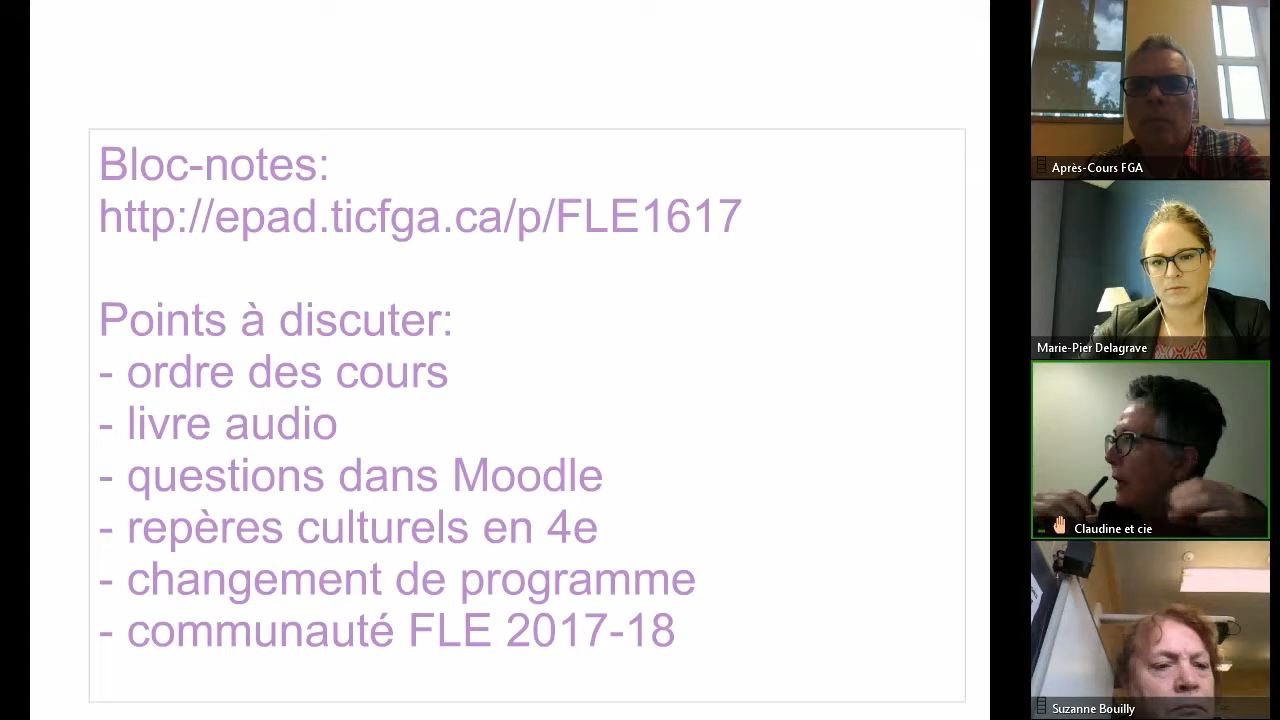 Bloc-notes:
http://epad.ticfga.ca/p/FLE1617
Points à discuter:
- ordre des cours
- livre audio
- questions dans Moodle
- repères culturels en 4e
- changement de programme
- communauté FLE 2017-18
Après-Cours FGA
Marie-Pier Delagrave
Claudine et cie
Suzanne Bouilly